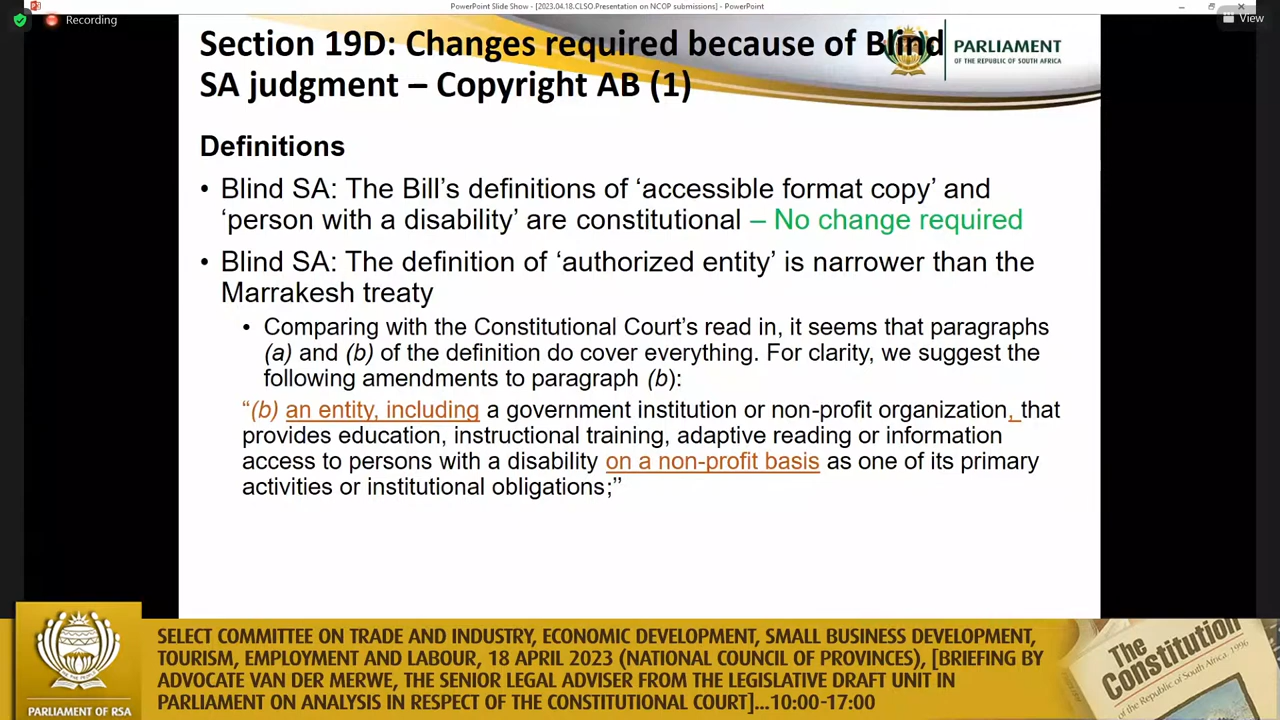 PowerPoint Slide Show - [2023.04.18.CLSO.Presentation on NCOP submissions] - PowerPoint
Recording
View
Section 19D: Changes required because of Blind
SA judgment – Copyright AB (1)
PARLIAMENT
OF THE REPUBLIC OF SOUTH AFRICA
Definitions
• Blind SA: The Bill's definitions of 'accessible format copy' and
'person with a disability' are constitutional – No change required
• Blind SA: The definition of 'authorized entity' is narrower than the
Marrakesh treaty
• Comparing with the Constitutional Court's read in, it seems that paragraphs
(a) and (b) of the definition do cover everything. For clarity, we suggest the
following amendments to paragraph (b):
"(b) an entity, including a government institution or non-profit organization, that
provides education, instructional training, adaptive reading or information
access to persons with a disability on a non-profit basis as one of its primary
activities or institutional obligations;"
SELECT COMMITTEE ON TRADE AND INDUSTRY, ECONOMIC DEVELOPMENT, SMALL BUSINESS DEVELOPMENT,
TOURISM, EMPLOYMENT AND LABOUR, 18 APRIL 2023 (NATIONAL COUNCIL OF PROVINCES), [BRIEFING BY
ADVOCATE VAN DER MERWE, THE SENIOR LEGAL ADVISER FROM THE LEGISLATIVE DRAFT UNIT IN
PARLIAMENT ON ANALYSIS IN RESPECT OF THE CONSTITUTIONAL COURT]...10:00-17:00
PARLIAMENT OF RSA
The
Constitution
of the Republic of South Africa, 1996